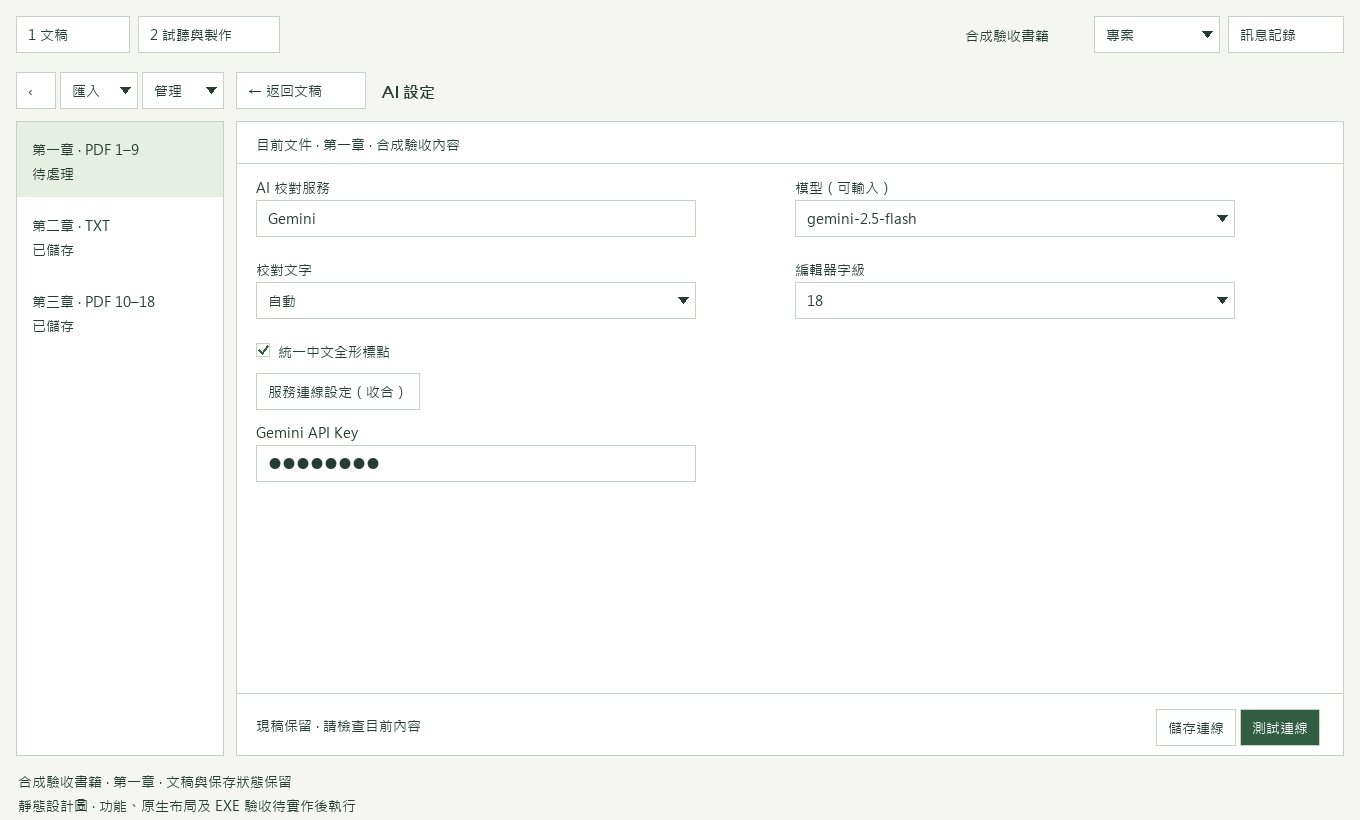 1 文稿
2 試聽與製作
合成驗收書籍
專案
訊息記錄
‹
匯入
管理
← 返回文稿
AI 設定
第一章 · PDF 1–9
待處理
第二章 · TXT
已儲存
第三章 · PDF 10–18
已儲存
目前文件 · 第一章 · 合成驗收內容
AI 校對服務
模型（可輸入）
Gemini
gemini-2.5-flash
校對文字
編輯器字級
自動
18
統一中文全形標點
服務連線設定（收合）
Gemini API Key
●●●●●●●●
現稿保留 · 請檢查目前內容
儲存連線
測試連線
合成驗收書籍 · 第一章 · 文稿與保存狀態保留
靜態設計圖 · 功能、原生布局及 EXE 驗收待實作後執行